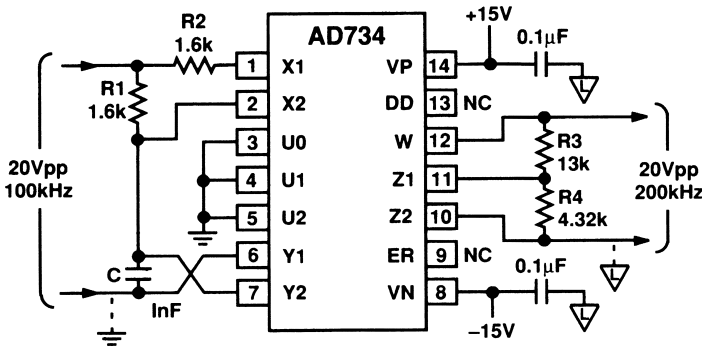 +15V
0.1µF
L
R2
1.6k
R1
1.6k
AD734
1 X1
2 X2
3 U0
4 U1
5 U2
6 Y1
7 Y2
VP 14
DD 13 NC
W 12
Z1 11
Z2 10
ER 9 NC
VN 8
20Vpp
100kHz
C
InF
R3
13k
R4
4.32k
20Vpp
200kHz
L
0.1µF
L
–15V